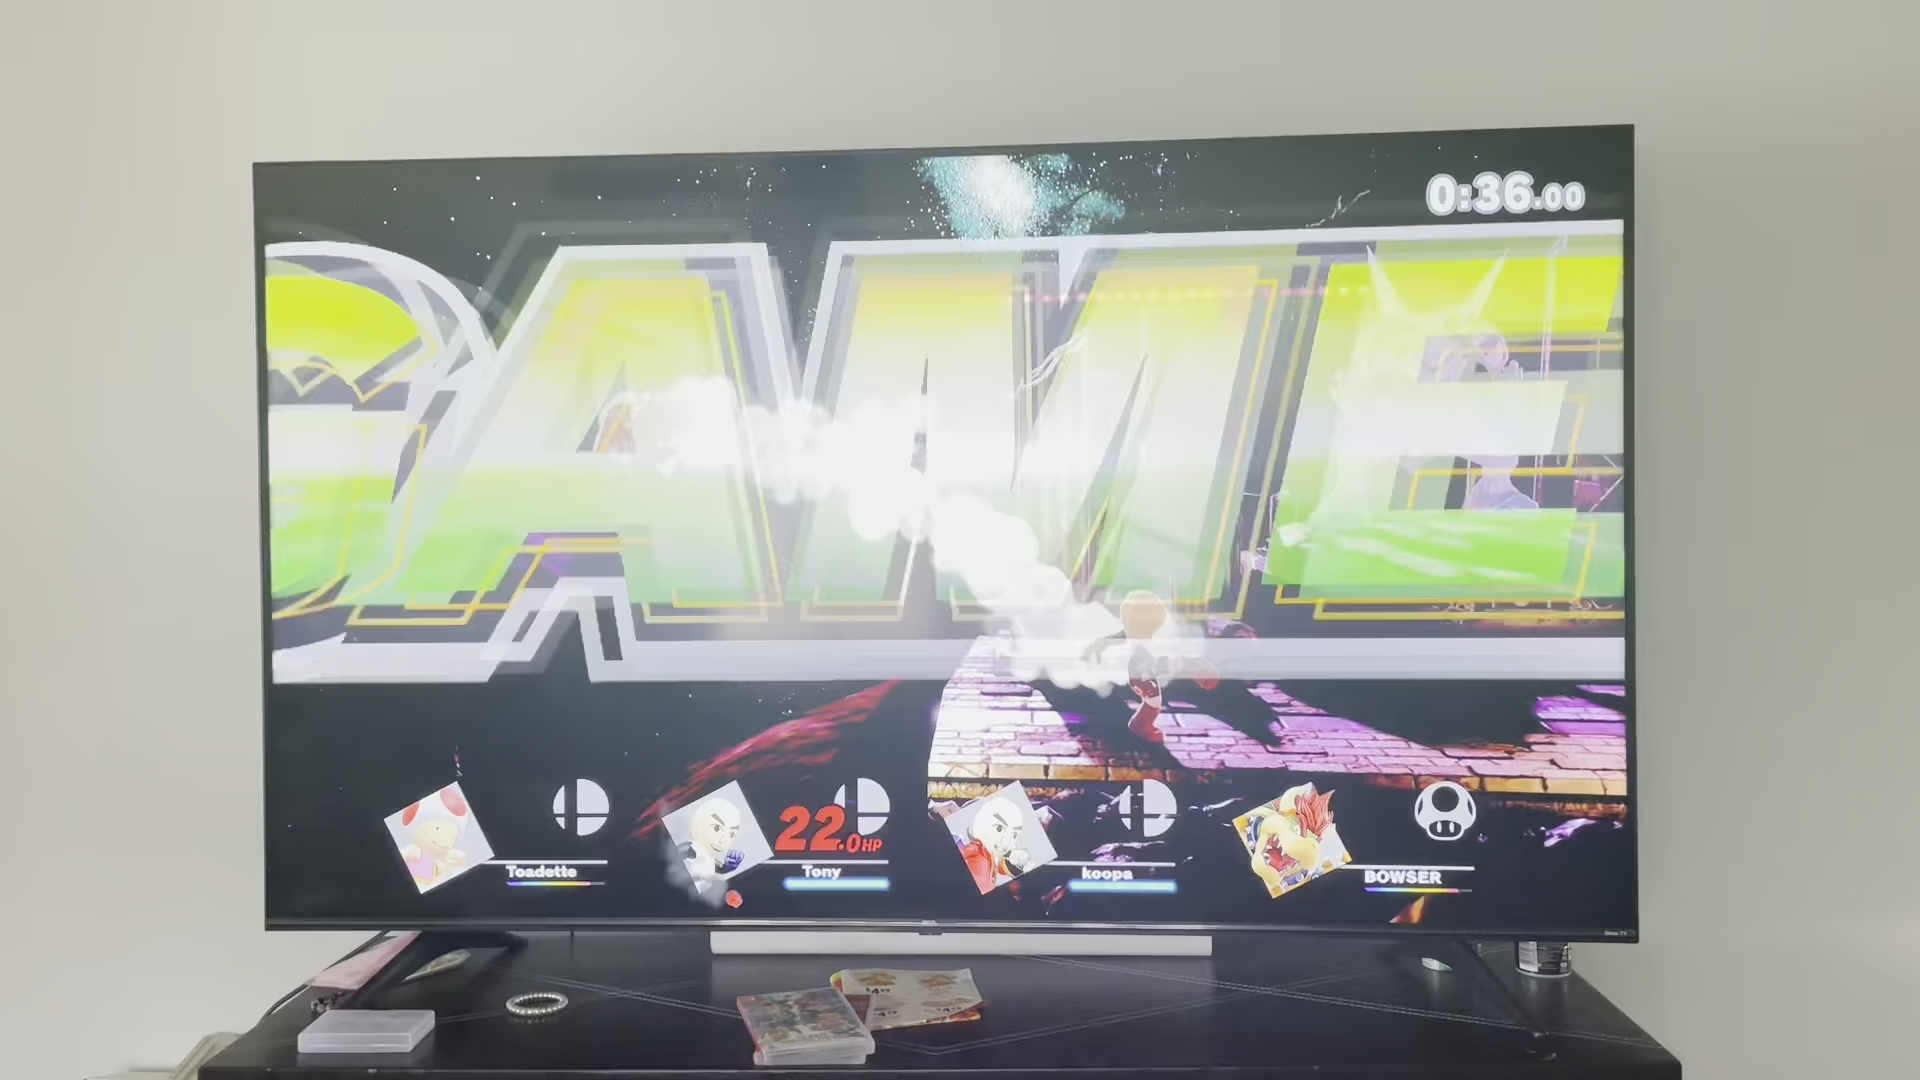 0:36.00
GAME
22.0HP
Toadette
Tony
koopa
BOWSER